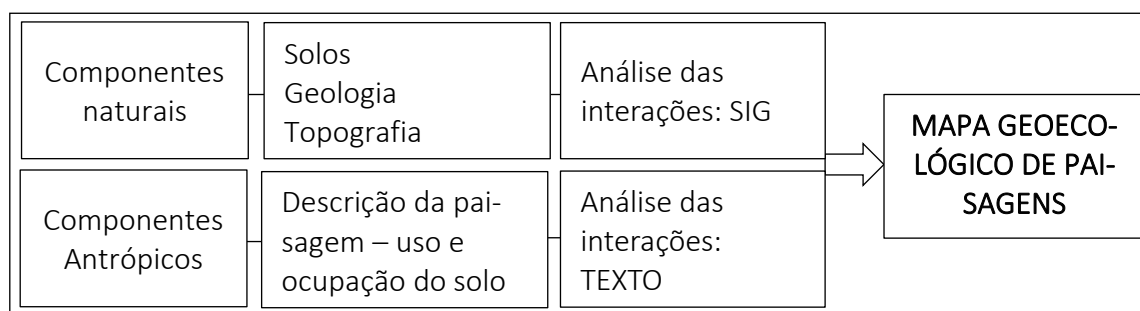 Componentes
naturais
Solos
Geologia
Topografia
Análise das
interações: SIG
MAPA GEOECO-
LÓGICO DE PAI-
SAGENS
Componentes
Antrópicos
Descrição da pai-
sagem – uso e
ocupação do solo
Análise das
interações:
TEXTO